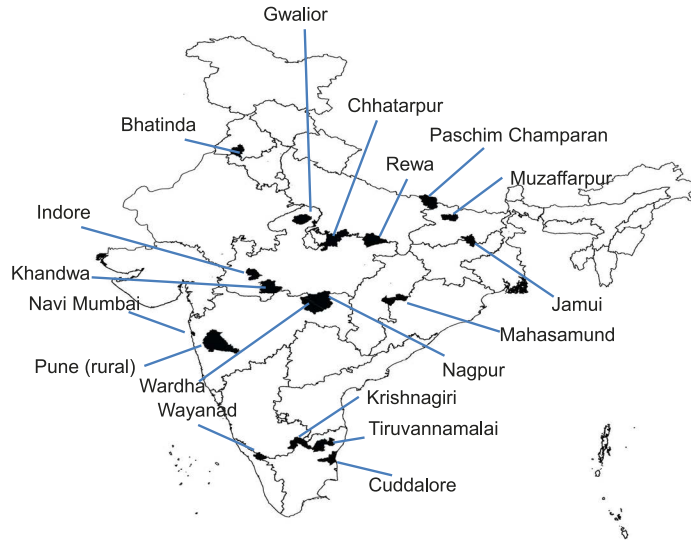 Gwalior
Chhatarpur
Bhatinda
Paschim Champaran
Rewa
Muzaffarpur
Indore
Khandwa
Navi Mumbai
Jamui
Mahasamund
Pune (rural)
Nagpur
Wardha
Krishnagiri
Wayanad
Tiruvannamalai
Cuddalore